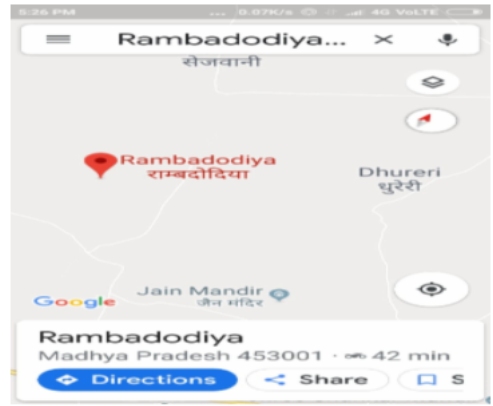 5:26 PM ... 0.07K/s 4G VoLTE
Rambadodiya...
सेजवानी
Rambadodiya
राम्बदोदिया
Dhureri
धुरेरी
Jain Mandir
जैन मंदिर
Google
Rambadodiya
Madhya Pradesh 453001 · 42 min
Directions
Share
S